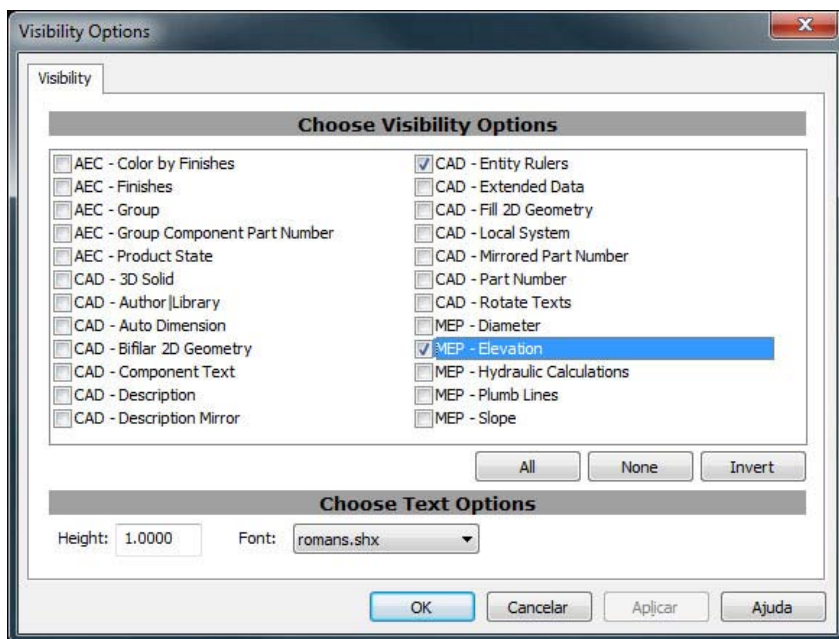 Visibility Options
Visibility
Choose Visibility Options
AEC - Color by Finishes
AEC - Finishes
AEC - Group
AEC - Group Component Part Number
AEC - Product State
CAD - 3D Solid
CAD - Author|Library
CAD - Auto Dimension
CAD - Bifilar 2D Geometry
CAD - Component Text
CAD - Description
CAD - Description Mirror
CAD - Entity Rulers
CAD - Extended Data
CAD - Fill 2D Geometry
CAD - Local System
CAD - Mirrored Part Number
CAD - Part Number
CAD - Rotate Texts
MEP - Diameter
MEP - Elevation
MEP - Hydraulic Calculations
MEP - Plumb Lines
MEP - Slope
All None Invert
Choose Text Options
Height: 1.0000 Font: romans.shx
OK Cancelar Aplicar Ajuda